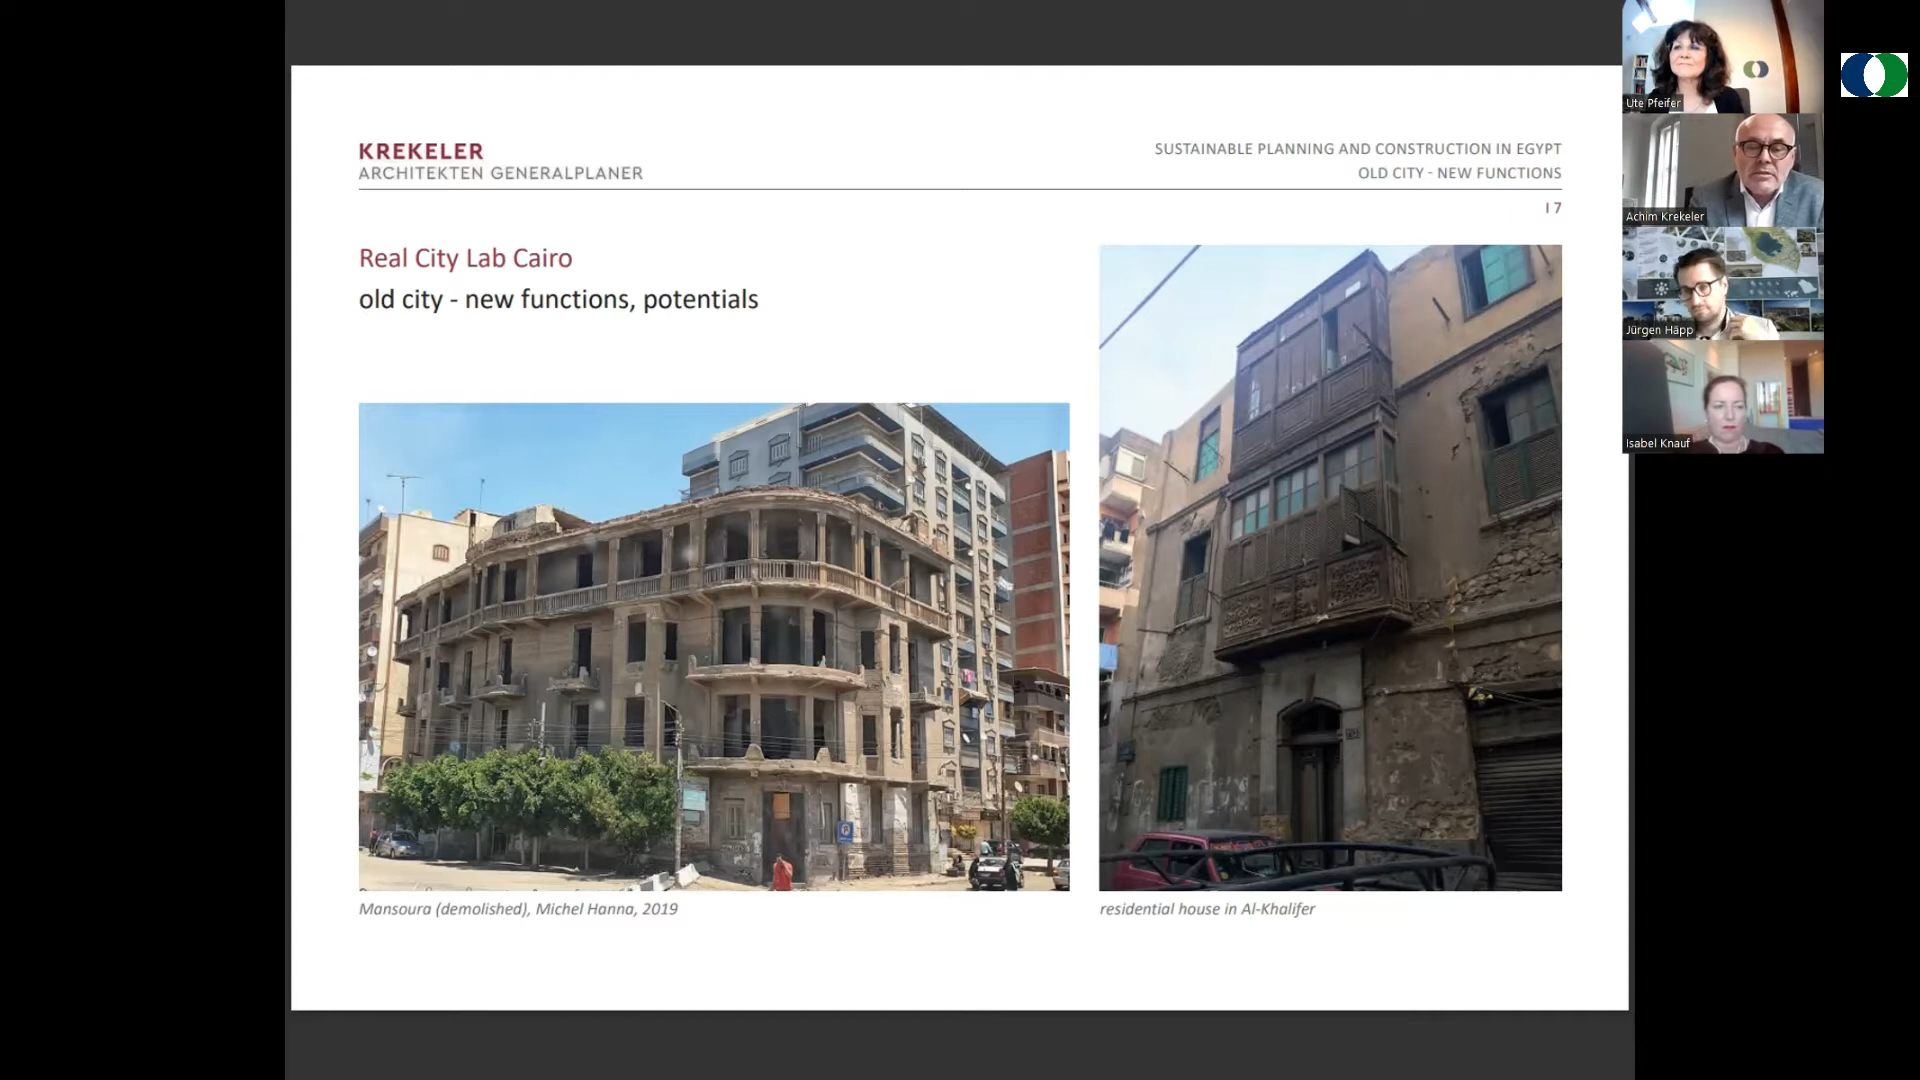 KREKELER
ARCHITEKTEN GENERALPLANER
SUSTAINABLE PLANNING AND CONSTRUCTION IN EGYPT
OLD CITY - NEW FUNCTIONS
I 7
Real City Lab Cairo
old city - new functions, potentials
Mansoura (demolished), Michel Hanna, 2019
residential house in Al-Khalifer
Ute Pfeifer
Achim Krekeler
Jürgen Häpp
Isabel Knauf